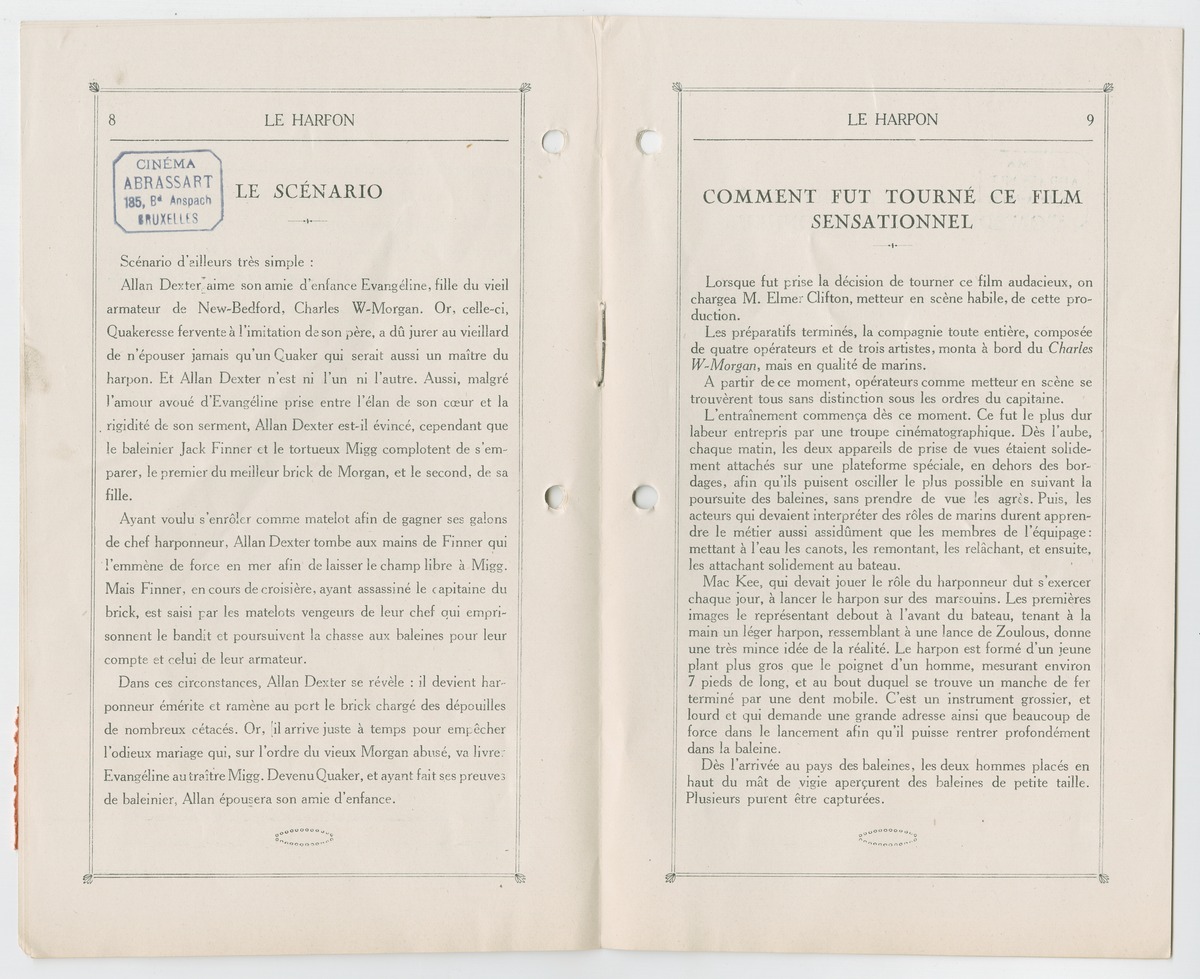 8
LE HARPON
CINÉMA
ABRASSART
185, Bd Anspach
BRUXELLES
LE SCÉNARIO
Scénario d'ailleurs très simple :
Allan Dexter aime son amie d'enfance Evangéline, fille du vieil
armateur de New-Bedford, Charles W-Morgan. Or, celle-ci,
Quakeresse fervente à l'imitation de son père, a dû jurer au vieillard
de n'épouser jamais qu'un Quaker qui serait aussi un maître du
harpon. Et Allan Dexter n'est ni l'un ni l'autre. Aussi, malgré
l'amour avoué d'Evangéline prise entre l'élan de son cœur et la
rigidité de son serment, Allan Dexter est-il évincé, cependant que
le baleinier Jack Finner et le tortueux Migg complotent de s'em-
parer, le premier du meilleur brick de Morgan, et le second, de sa
fille.
Ayant voulu s'enrôler comme matelot afin de gagner ses galons
de chef harponneur, Allan Dexter tombe aux mains de Finner qui
l'emmène de force en mer afin de laisser le champ libre à Migg.
Mais Finner, en cours de croisière, ayant assassiné le capitaine du
brick, est saisi par les matelots vengeurs de leur chef qui empri-
sonnent le bandit et poursuivent la chasse aux baleines pour leur
compte et celui de leur armateur.
Dans ces circonstances, Allan Dexter se révèle : il devient har-
ponneur émérite et ramène au port le brick chargé des dépouilles
de nombreux cétacés. Or, il arrive juste à temps pour empêcher
l'odieux mariage qui, sur l'ordre du vieux Morgan abusé, va livrer
Evangéline au traître Migg. Devenu Quaker, et ayant fait ses preuves
de baleinier, Allan épousera son amie d'enfance.
LE HARPON
9
COMMENT FUT TOURNÉ CE FILM
SENSATIONNEL
Lorsque fut prise la décision de tourner ce film audacieux, on
chargea M. Elmer Clifton, metteur en scène habile, de cette pro-
duction.
Les préparatifs terminés, la compagnie toute entière, composée
de quatre opérateurs et de trois artistes, monta à bord du Charles
W-Morgan, mais en qualité de marins.
A partir de ce moment, opérateurs comme metteur en scène se
trouvèrent tous sans distinction sous les ordres du capitaine.
L'entraînement commença dès ce moment. Ce fut le plus dur
labeur entrepris par une troupe cinématographique. Dès l'aube,
chaque matin, les deux appareils de prise de vues étaient solide-
ment attachés sur une plateforme spéciale, en dehors des bor-
dages, afin qu'ils puisent osciller le plus possible en suivant la
poursuite des baleines, sans prendre de vue les agrès. Puis, les
acteurs qui devaient interpréter des rôles de marins durent appren-
dre le métier aussi assidûment que les membres de l'équipage :
mettant à l'eau les canots, les remontant, les relâchant, et ensuite,
les attachant solidement au bateau.
Mac Kee, qui devait jouer le rôle du harponneur dut s'exercer
chaque jour, à lancer le harpon sur des marsouins. Les premières
images le représentant debout à l'avant du bateau, tenant à la
main un léger harpon, ressemblant à une lance de Zoulous, donne
une très mince idée de la réalité. Le harpon est formé d'un jeune
plant plus gros que le poignet d'un homme, mesurant environ
7 pieds de long, et au bout duquel se trouve un manche de fer
terminé par une dent mobile. C'est un instrument grossier, et
lourd et qui demande une grande adresse ainsi que beaucoup de
force dans le lancement afin qu'il puisse rentrer profondément
dans la baleine.
Dès l'arrivée au pays des baleines, les deux hommes placés en
haut du mât de vigie aperçurent des baleines de petite taille.
Plusieurs purent être capturées.